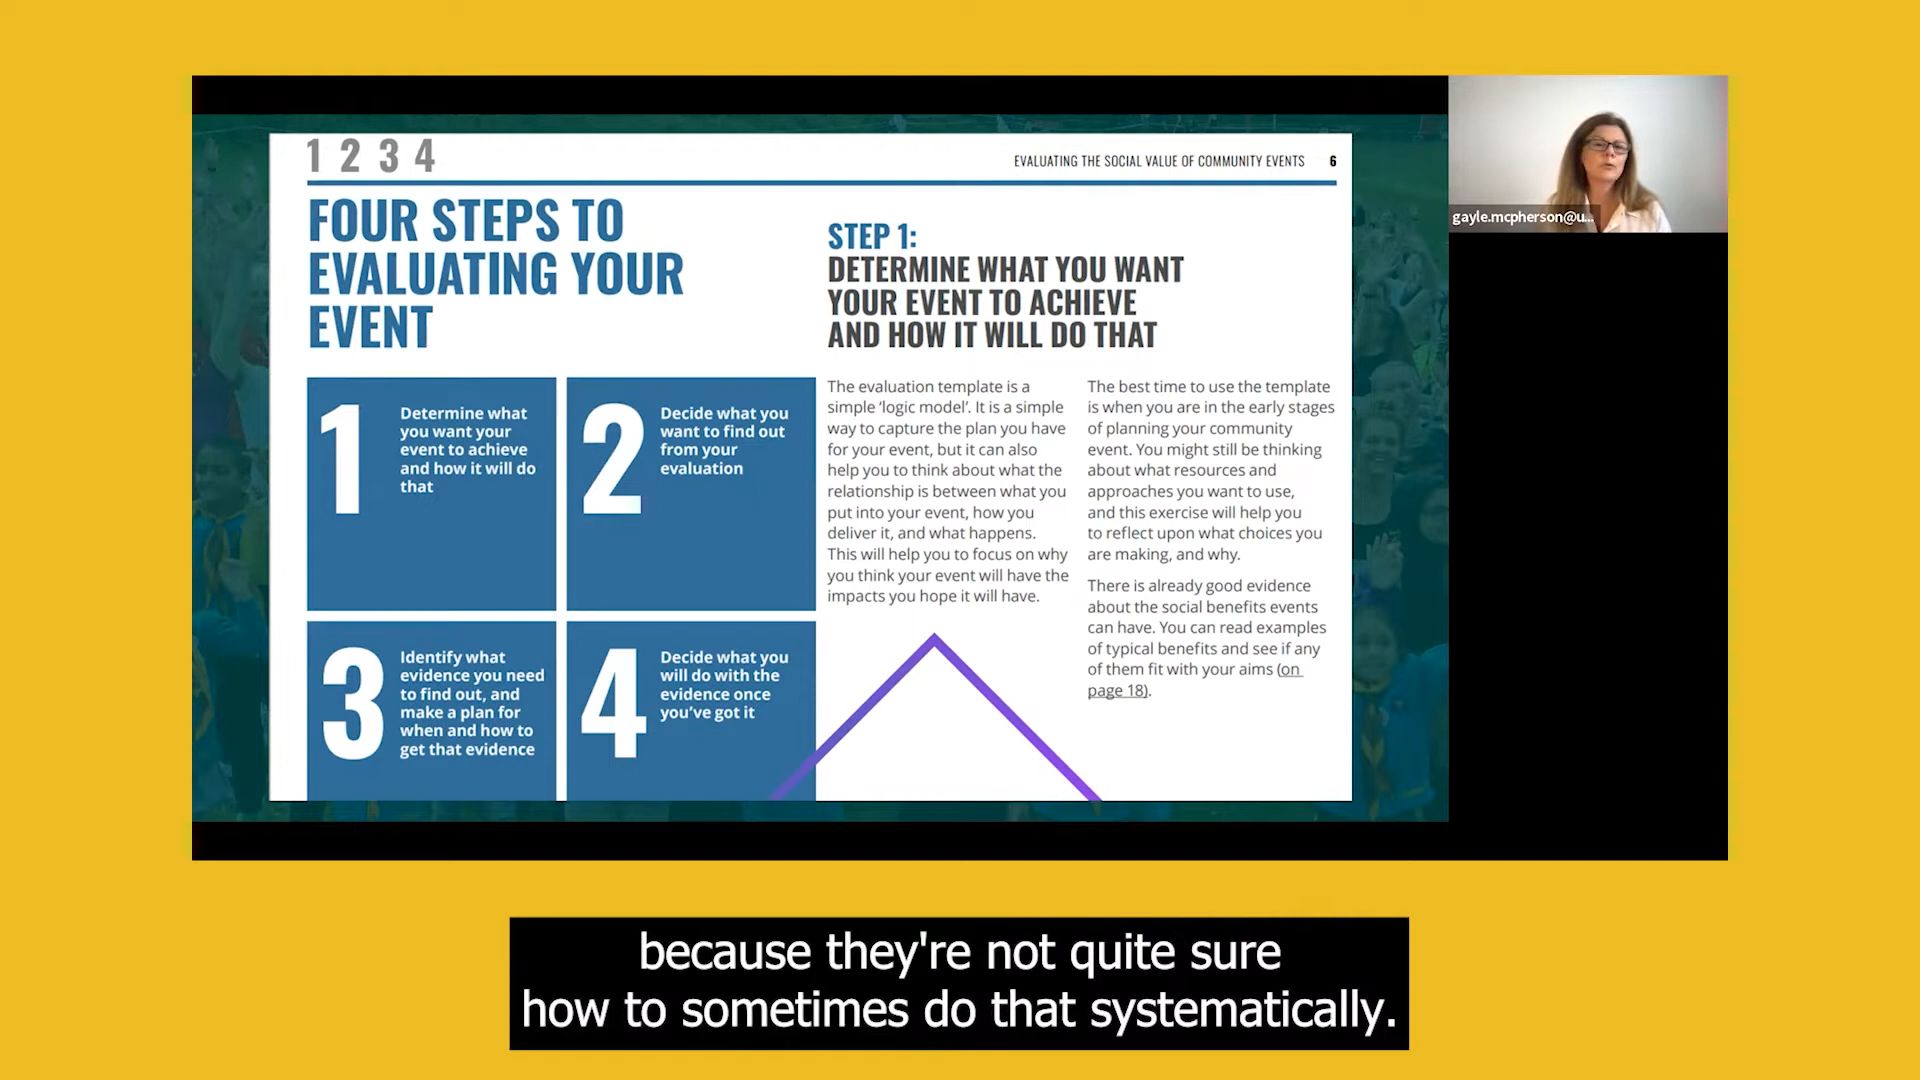 1 2 3 4
EVALUATING THE SOCIAL VALUE OF COMMUNITY EVENTS 6
FOUR STEPS TO
EVALUATING YOUR
EVENT
1
Determine what
you want your
event to achieve
and how it will do
that
2
Decide what you
want to find out
from your
evaluation
3
Identify what
evidence you need
to find out, and
make a plan for
when and how to
get that evidence
4
Decide what you
will do with the
evidence once
you've got it
STEP 1:
DETERMINE WHAT YOU WANT
YOUR EVENT TO ACHIEVE
AND HOW IT WILL DO THAT
The evaluation template is a
simple ‘logic model’. It is a simple
way to capture the plan you have
for your event, but it can also
help you to think about what the
relationship is between what you
put into your event, how you
deliver it, and what happens.
This will help you to focus on why
you think your event will have the
impacts you hope it will have.
The best time to use the template
is when you are in the early stages
of planning your community
event. You might still be thinking
about what resources and
approaches you want to use,
and this exercise will help you
to reflect upon what choices you
are making, and why.
There is already good evidence
about the social benefits events
can have. You can read examples
of typical benefits and see if any
of them fit with your aims (on
page 18).
gayle.mcpherson@u...
because they're not quite sure
how to sometimes do that systematically.